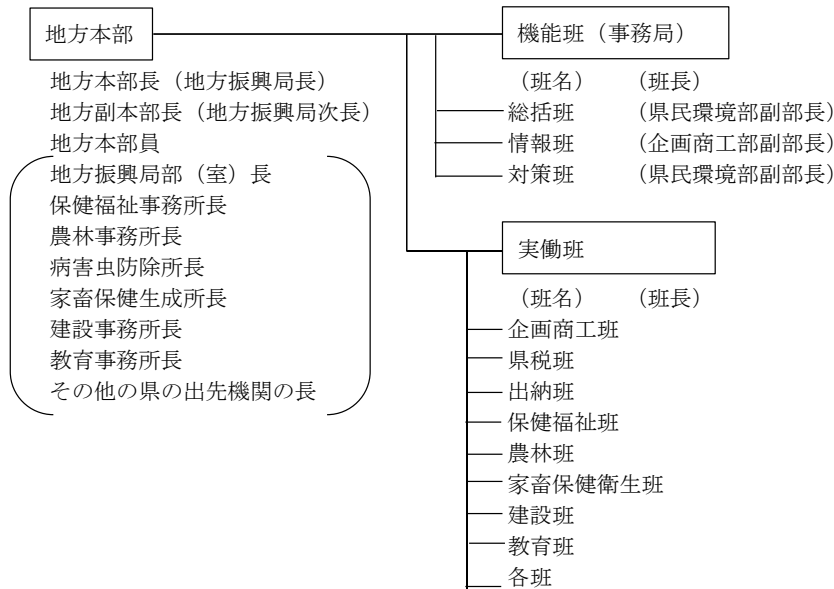 地方本部
地方本部長（地方振興局長）
地方副本部長（地方振興局次長）
地方本部員
地方振興局部（室）長
保健福祉事務所長
農林事務所長
病害虫防除所長
家畜保健生成所長
建設事務所長
教育事務所長
その他の県の出先機関の長
機能班（事務局）
（班名）　（班長）
総括班　（県民環境部副部長）
情報班　（企画商工部副部長）
対策班　（県民環境部副部長）
実働班
（班名）　（班長）
企画商工班
県税班
出納班
保健福祉班
農林班
家畜保健衛生班
建設班
教育班
各班